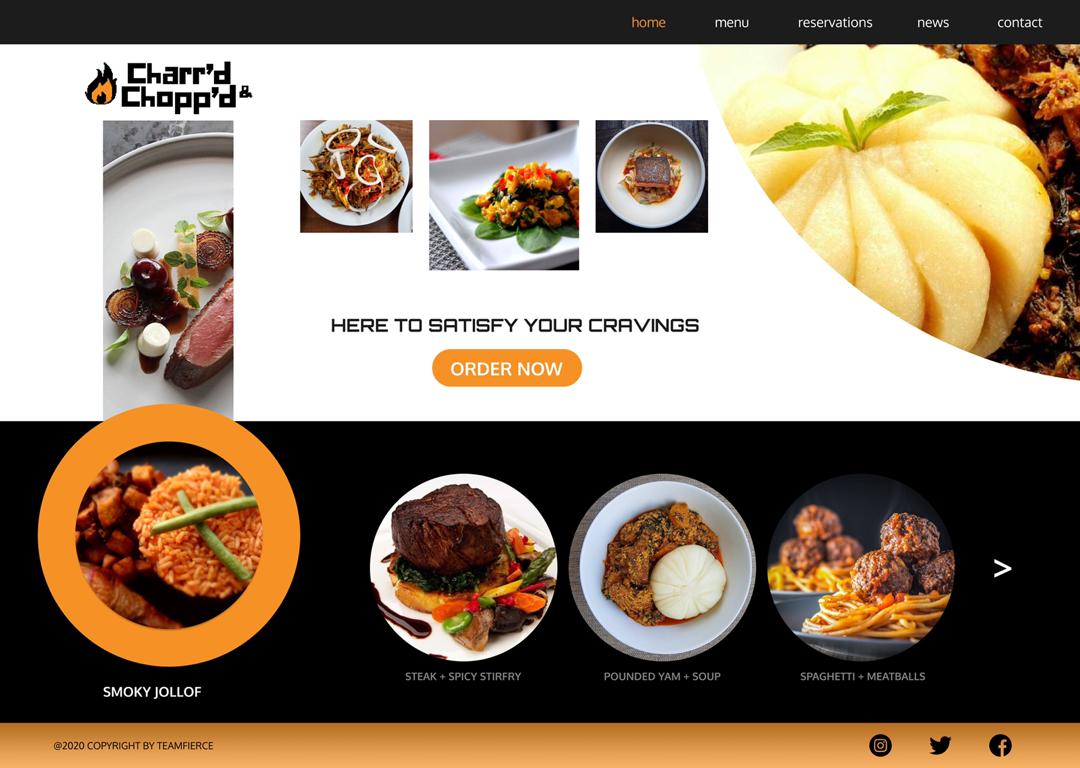 home menu reservations news contact
Charr'd
Chopp'd &
HERE TO SATISFY YOUR CRAVINGS
ORDER NOW
>
STEAK + SPICY STIRFRY POUNDED YAM + SOUP SPAGHETTI + MEATBALLS
SMOKY JOLLOF
@2020 COPYRIGHT BY TEAMFIERCE